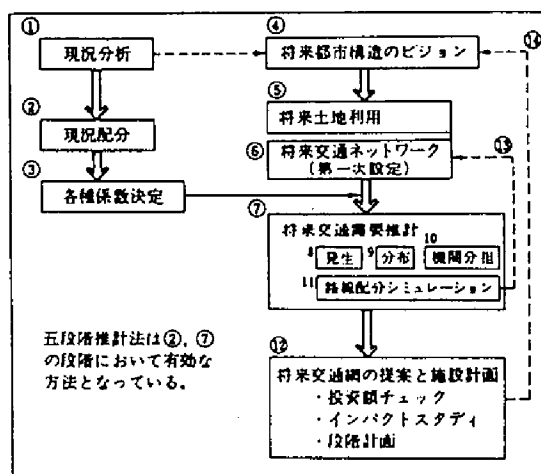 ①
現況分析
②
現況配分
③
各種係数決定
④
将来都市構造のビジョン
⑭
⑤
将来土地利用
⑥
将来交通ネットワーク
(第一次設定)
⑬
⑦
将来交通需要推計
8 発生 9 分布 10 機関分担
11 路線配分シミュレーション
五段階推計法は②,⑦
の段階において有効な
方法となっている。
⑫
将来交通網の提案と施設計画
・投資額チェック
・インパクトスタディ
・段階計画